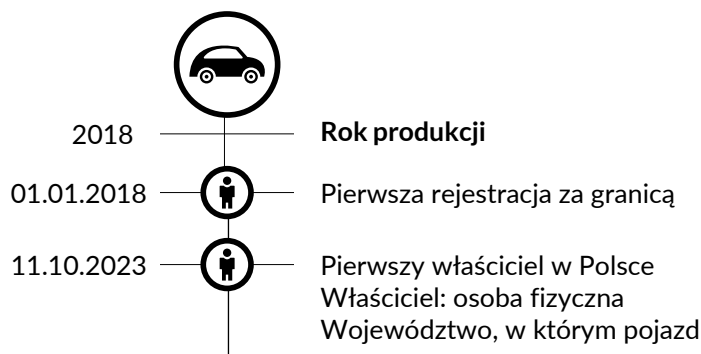 2018 Rok produkcji
01.01.2018 Pierwsza rejestracja za granicą
11.10.2023 Pierwszy właściciel w Polsce
Właściciel: osoba fizyczna
Województwo, w którym pojazd